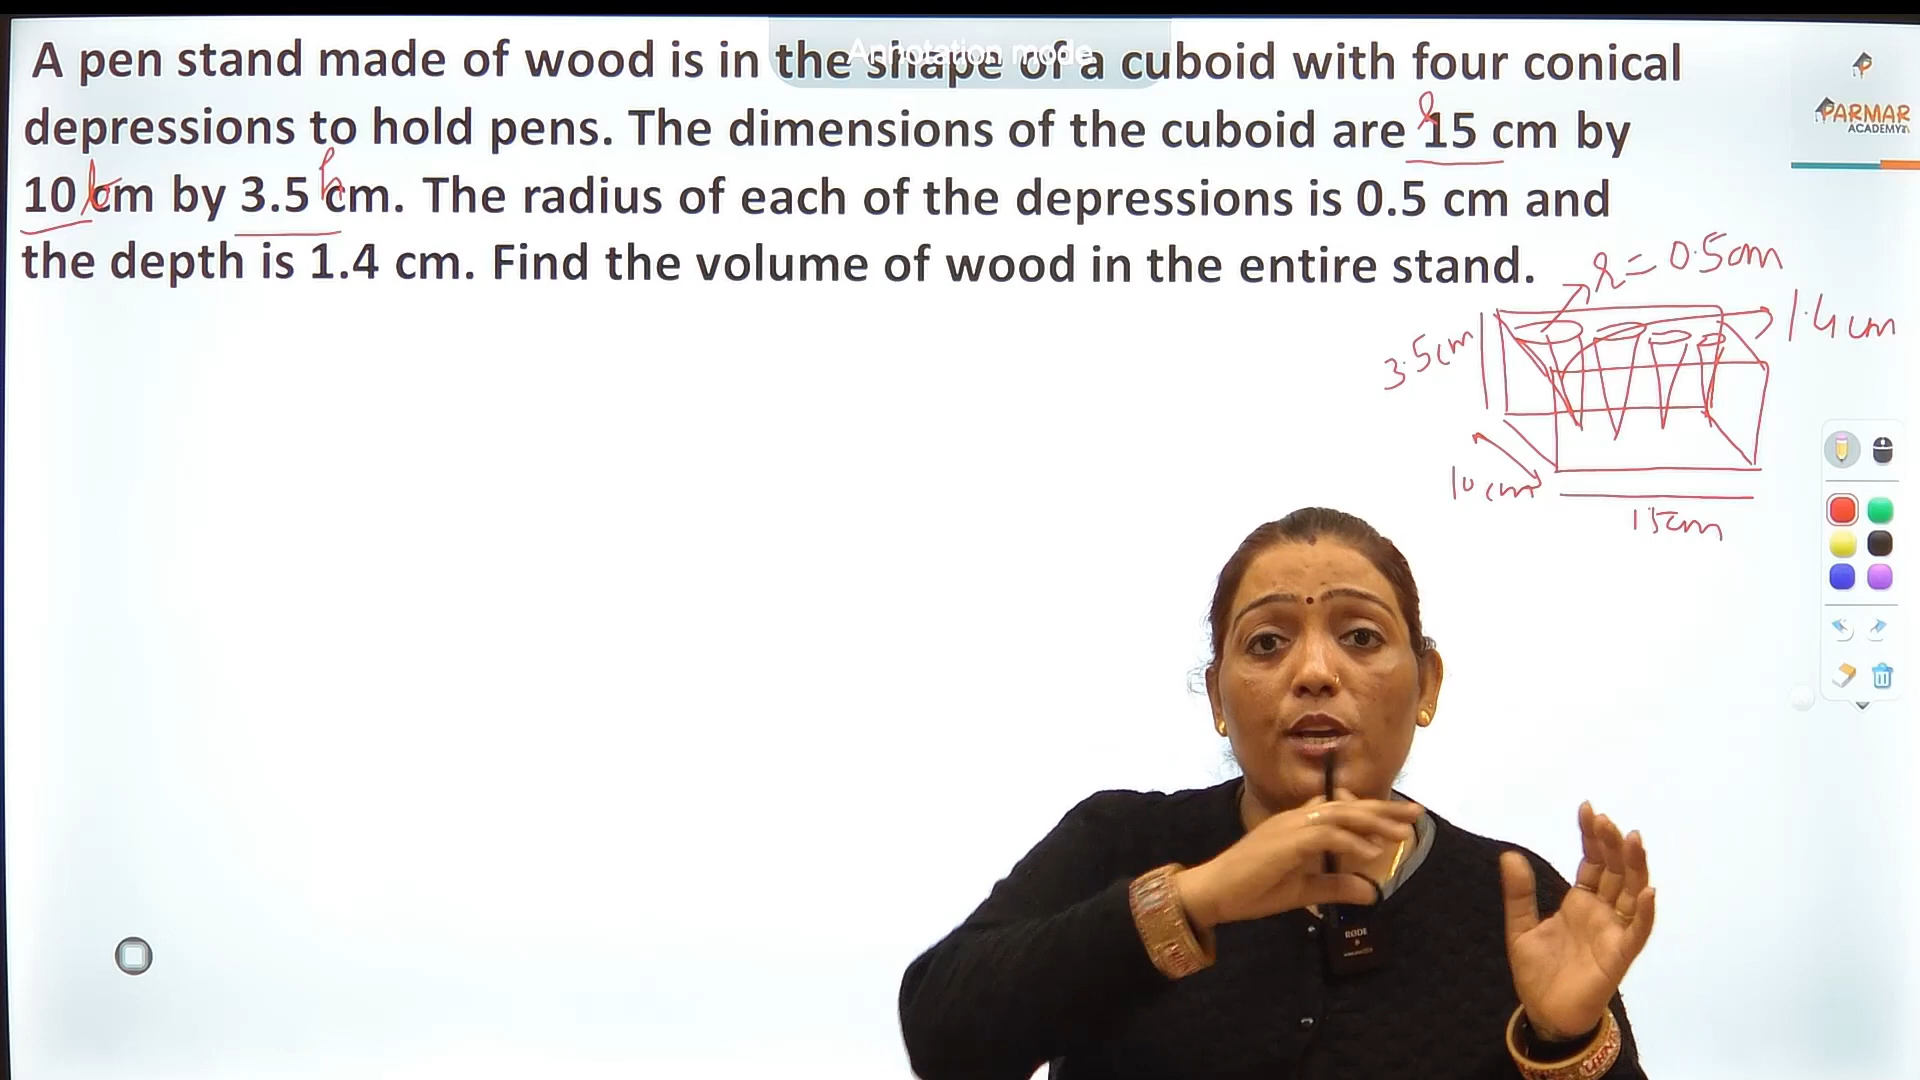 A pen stand made of wood is in the shape of a cuboid with four conical
Annotation mode
depressions to hold pens. The dimensions of the cuboid are 15 cm by
10 cm by 3.5 cm. The radius of each of the depressions is 0.5 cm and
the depth is 1.4 cm. Find the volume of wood in the entire stand.
PARMAR
ACADEMY
l
b
h
r = 0.5cm
1.4 cm
3.5cm
10 cm
15cm
RØDE